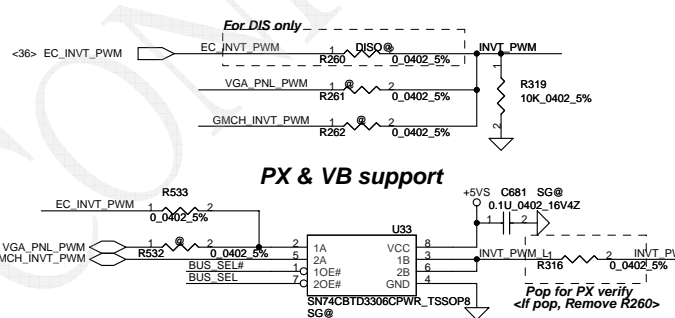 For DIS only
<36> EC_INVT_PWM
EC_INVT_PWM
1
DISO@
2
INVT_PWM
R260
0_0402_5%
VGA_PNL_PWM
1
@
2
R261
0_0402_5%
GMCH_INVT_PWM
1
@
2
R262
0_0402_5%
1
R319
10K_0402_5%
2
PX & VB support
EC_INVT_PWM
R533
1
2
0_0402_5%
VGA_PNL_PWM
1
@
2
R532
0_0402_5%
MCH_INVT_PWM
BUS_SEL#
BUS_SEL
U33
2
1A
5
2A
1
1OE#
7
2OE#
VCC
8
1B
3
2B
6
GND
4
SN74CBTD3306CPWR_TSSOP8
SG@
+5VS
C681
SG@
0.1U_0402_16V4Z
1
2
INVT_PWM_L
1
2
INVT_P
R316
0_0402_5%
Pop for PX verify
<If pop, Remove R260>